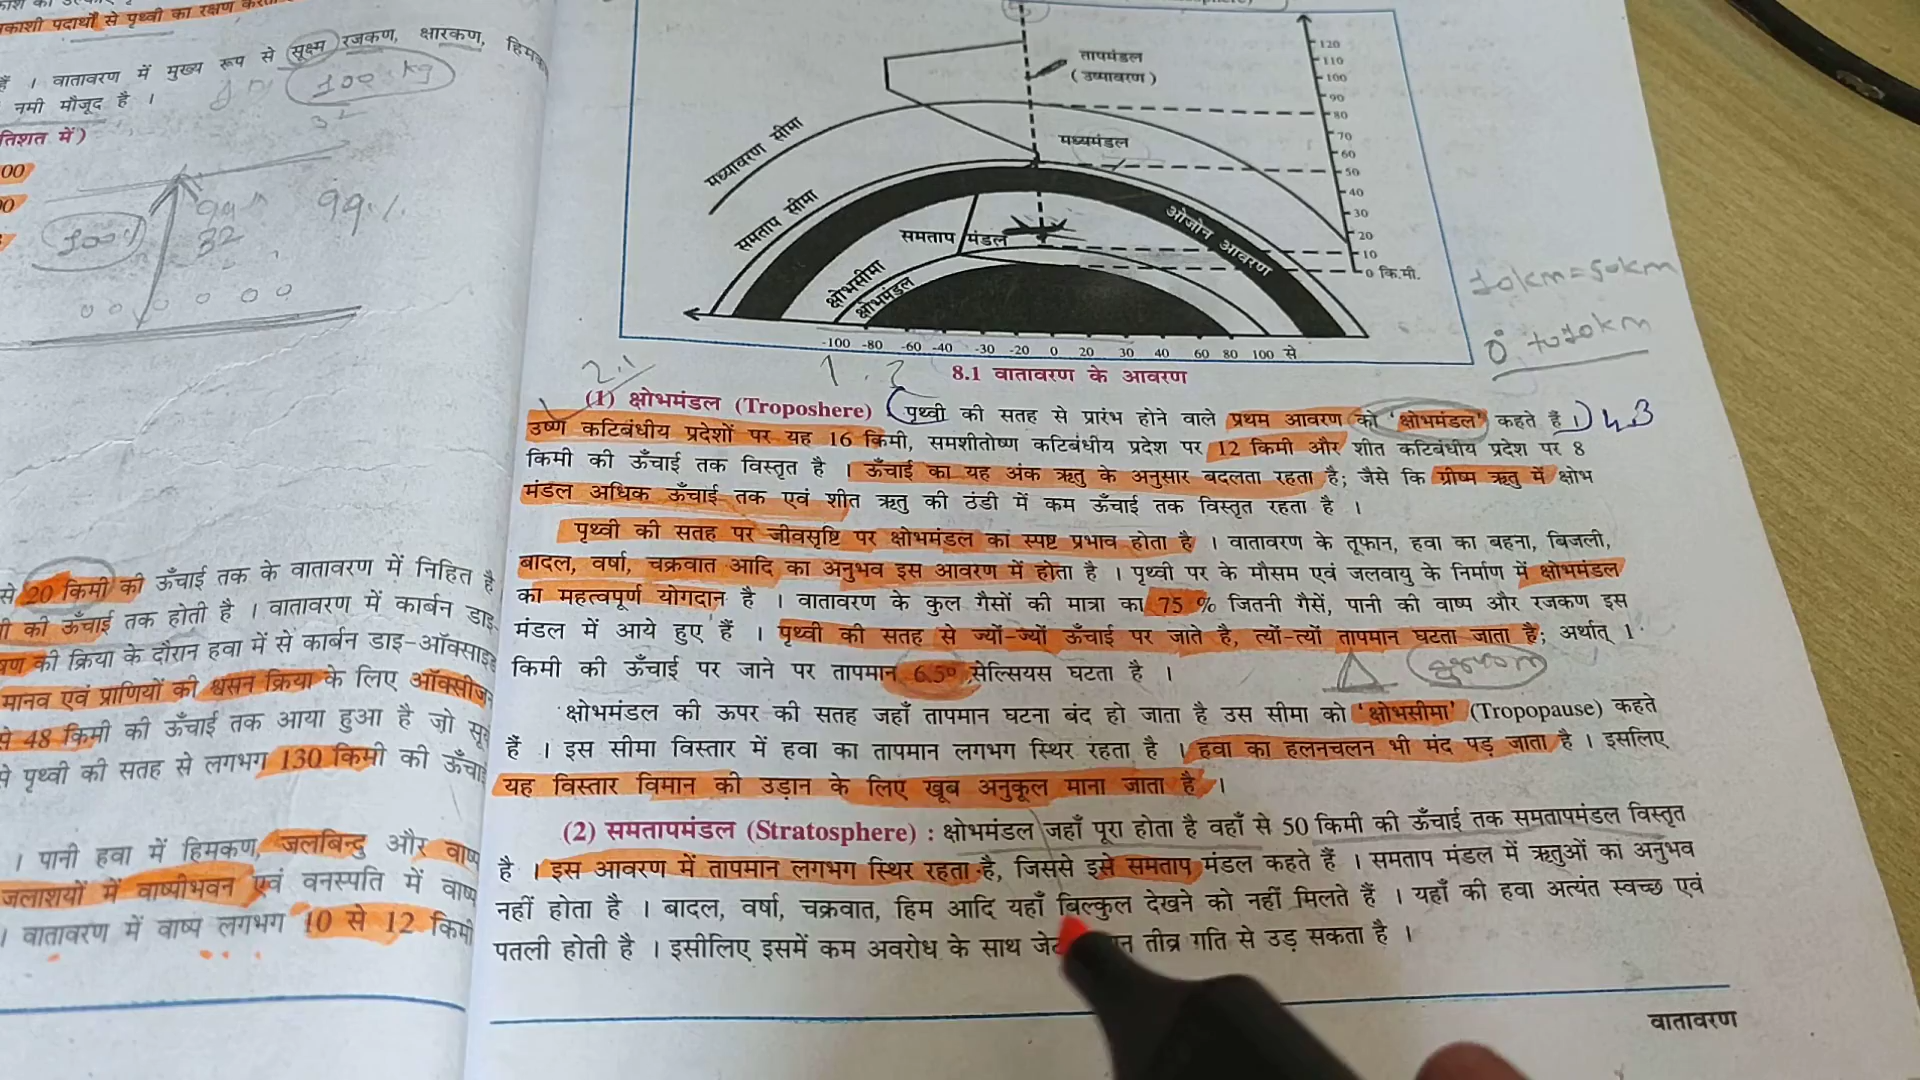 काशी पदार्थों से पृथ्वी का रक्षण
हैं । वातावरण में मुख्य रूप से सूक्ष्म रजकण, क्षारकण,
नमी मौजूद है ।
तिशत में)
99%
32
99%
से 20 किमी की ऊँचाई तक के वातावरण में निहित है
की ऊँचाई तक होती है । वातावरण में कार्बन डाइ-
की क्रिया के दौरान हवा में से कार्बन डाइ-ऑक्साइड
मानव एवं प्राणियों की श्वसन क्रिया के लिए ऑक्सीजन
48 किमी की ऊँचाई तक आया हुआ है जो
से पृथ्वी की सतह से लगभग 130 किमी की ऊँचाई
। पानी हवा में हिमकण, जलबिन्दु और वाष्प
जलाशयों में वाष्पीभवन एवं वनस्पति में वाष्प
। वातावरण में वाष्प लगभग 10 से 12 किमी
तापमंडल
(उष्मावरण)
मध्यमंडल
मध्यावरण सीमा
समताप सीमा
समताप मंडल
ओजोन आवरण
क्षोभसीमा
क्षोभमंडल
120
110
100
90
80
70
60
50
40
30
20
10
0 कि.मी.
-100 -80 -60 -40 -30 -20 0 20 30 40 60 80 100 से
10km = 50km
0 to 10km
8.1 वातावरण के आवरण
(1) क्षोभमंडल (Troposhere) पृथ्वी की सतह से प्रारंभ होने वाले प्रथम आवरण को 'क्षोभमंडल' कहते हैं ।
उष्ण कटिबंधीय प्रदेशों पर यह 16 किमी, समशीतोष्ण कटिबंधीय प्रदेश पर 12 किमी और शीत कटिबंधीय प्रदेश पर 8
किमी की ऊँचाई तक विस्तृत है । ऊँचाई का यह अंक ऋतु के अनुसार बदलता रहता है; जैसे कि ग्रीष्म ऋतु में क्षोभ
मंडल अधिक ऊँचाई तक एवं शीत ऋतु की ठंडी में कम ऊँचाई तक विस्तृत रहता है ।
पृथ्वी की सतह पर जीवसृष्टि पर क्षोभमंडल का स्पष्ट प्रभाव होता है । वातावरण के तूफान, हवा का बहना, बिजली,
बादल, वर्षा, चक्रवात आदि का अनुभव इस आवरण में होता है । पृथ्वी पर के मौसम एवं जलवायु के निर्माण में क्षोभमंडल
का महत्वपूर्ण योगदान है । वातावरण के कुल गैसों की मात्रा का 75 % जितनी गैसें, पानी की वाष्प और रजकण इस
मंडल में आये हुए हैं । पृथ्वी की सतह से ज्यों-ज्यों ऊँचाई पर जाते है, त्यों-त्यों तापमान घटता जाता है; अर्थात् 1
किमी की ऊँचाई पर जाने पर तापमान 6.5° सेल्सियस घटता है ।
क्षोभमंडल की ऊपर की सतह जहाँ तापमान घटना बंद हो जाता है उस सीमा को 'क्षोभसीमा' (Tropopause) कहते
हैं । इस सीमा विस्तार में हवा का तापमान लगभग स्थिर रहता है । हवा का हलनचलन भी मंद पड़ जाता है । इसलिए
यह विस्तार विमान की उड़ान के लिए खूब अनुकूल माना जाता है ।
(2) समतापमंडल (Stratosphere) : क्षोभमंडल जहाँ पूरा होता है वहाँ से 50 किमी की ऊँचाई तक समतापमंडल विस्तृत
है । इस आवरण में तापमान लगभग स्थिर रहता है, जिससे इसे समताप मंडल कहते हैं । समताप मंडल में ऋतुओं का अनुभव
नहीं होता है । बादल, वर्षा, चक्रवात, हिम आदि यहाँ बिल्कुल देखने को नहीं मिलते हैं । यहाँ की हवा अत्यंत स्वच्छ एवं
पतली होती है । इसीलिए इसमें कम अवरोध के साथ तीव्र गति से उड़ सकता है ।
वातावरण